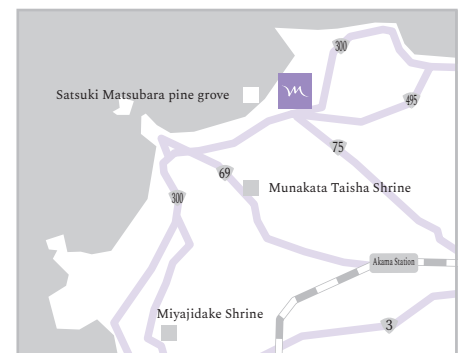 300
Satsuki Matsubara pine grove
m
495
75
69
Munakata Taisha Shrine
300
Akama Station
Miyajidake Shrine
3